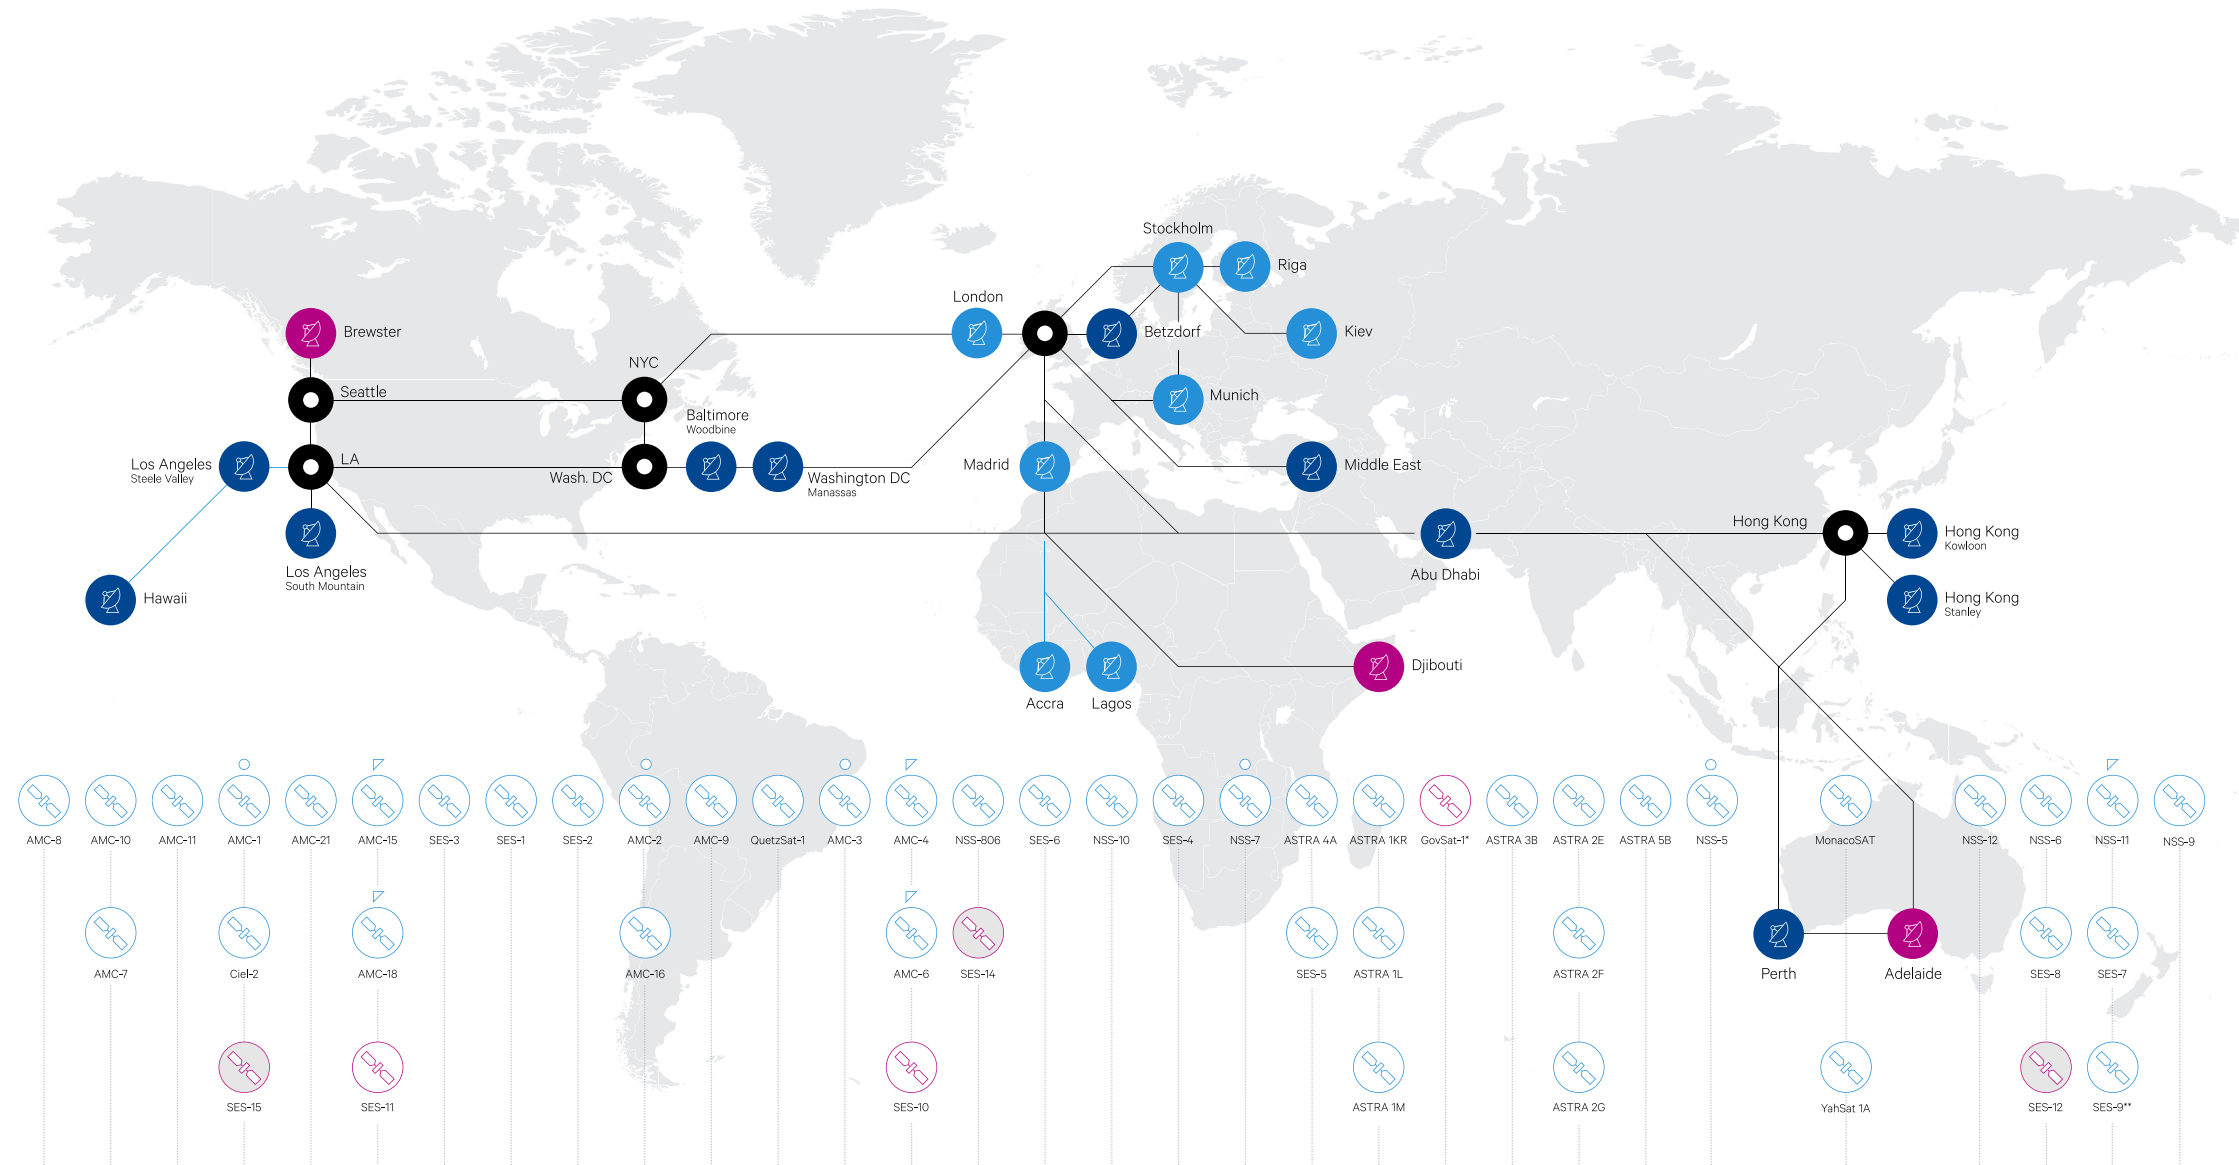 Stockholm
Riga
London
Brewster
Betzdorf
Kiev
NYC
Seattle
Munich
Baltimore
Woodbine
LA
Los Angeles
Steele Valley
Wash. DC
Washington DC
Manassas
Madrid
Middle East
Hong Kong
Hong Kong
Kowloon
Los Angeles
South Mountain
Abu Dhabi
Hawaii
Hong Kong
Stanley
Djibouti
Accra
Lagos
AMC-8
AMC-10
AMC-11
AMC-1
AMC-21
AMC-15
SES-3
SES-1
SES-2
AMC-2
AMC-9
QuetzSat-1
AMC-3
AMC-4
NSS-806
SES-6
NSS-10
SES-4
NSS-7
ASTRA 4A
ASTRA 1KR
GovSat-1*
ASTRA 3B
ASTRA 2E
ASTRA 5B
NSS-5
MonacoSAT
NSS-12
NSS-6
NSS-11
NSS-9
AMC-7
Ciel-2
AMC-18
AMC-16
AMC-6
SES-14
SES-5
ASTRA 1L
ASTRA 2F
Perth
Adelaide
SES-8
SES-7
SES-15
SES-11
SES-10
ASTRA 1M
ASTRA 2G
YahSat 1A
SES-12
SES-9**